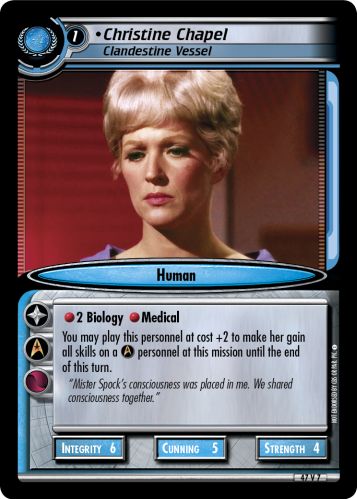 1 •Christine Chapel
Clandestine Vessel
Human
2 Biology Medical
You may play this personnel at cost +2 to make her gain
all skills on a personnel at this mission until the end
of this turn.
"Mister Spock's consciousness was placed in me. We shared
consciousness together."
INTEGRITY 6 CUNNING 5 STRENGTH 4
47 V 7